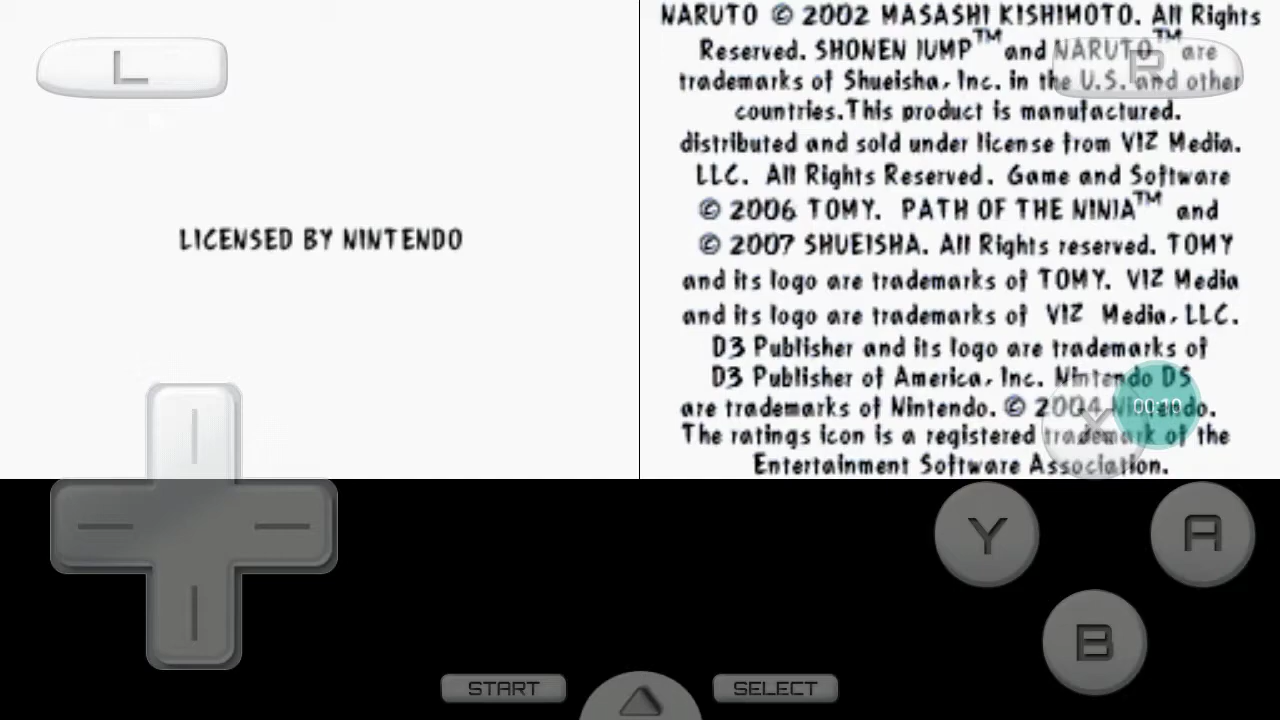 L
R
LICENSED BY NINTENDO
NARUTO © 2002 MASASHI KISHIMOTO. All Rights
Reserved. SHONEN JUMP™ and NARUTO™ are
trademarks of Shueisha, Inc. in the U.S. and other
countries. This product is manufactured.
distributed and sold under license from VIZ Media.
LLC. All Rights Reserved. Game and Software
© 2006 TOMY. PATH OF THE NINJA™ and
© 2007 SHUEISHA. All Rights reserved. TOMY
and its logo are trademarks of TOMY. VIZ Media
and its logo are trademarks of VIZ Media, LLC.
D3 Publisher and its logo are trademarks of
D3 Publisher of America, Inc. Nintendo DS
are trademarks of Nintendo. © 2004 Nintendo.
The ratings icon is a registered trademark of the
Entertainment Software Association.
00:10
X
Y
A
B
START
SELECT